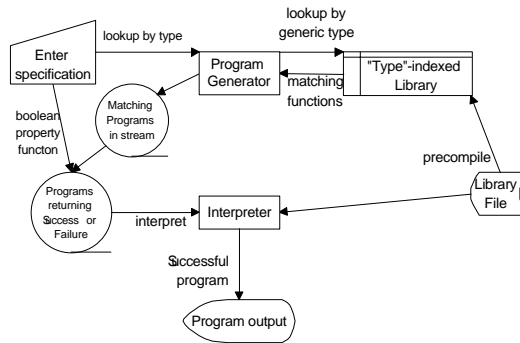 lookup by
generic type
lookup by type
Enter
specification
Program
Generator
"Type"-indexed
Library
matching
functions
boolean
property
functon
Matching
Programs
in stream
precompile
Programs
returning
Success or
Failure
interpret
Interpreter
Library
File
Successful
program
Program output